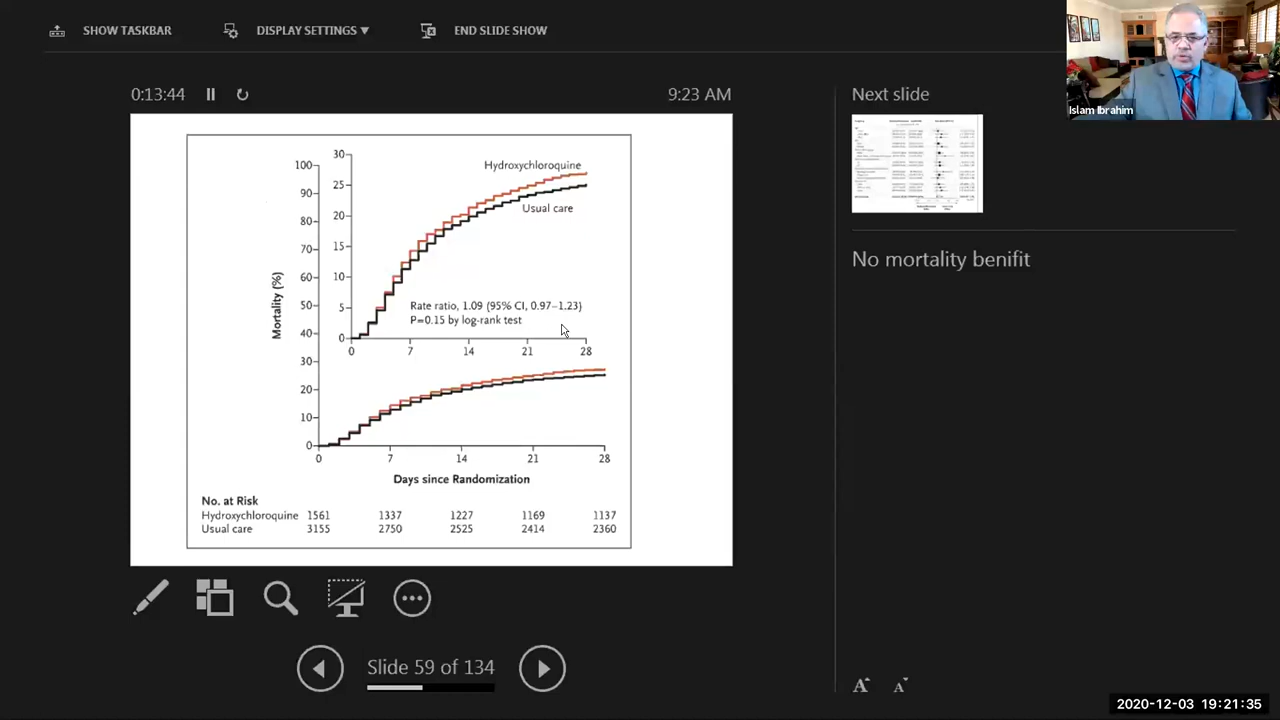 SHOW TASKBAR
DISPLAY SETTINGS ▼
END SLIDE SHOW
Islam Ibrahim
0:13:44
9:23 AM
Next slide
No mortality benifit
Mortality (%)
100
90
80
70
60
50
40
30
20
10
0
30
25
20
15
10
5
0
Hydroxychloroquine
Usual care
Rate ratio, 1.09 (95% CI, 0.97–1.23)
P=0.15 by log-rank test
0 7 14 21 28
0 7 14 21 28
Days since Randomization
No. at Risk
Hydroxychloroquine 1561 1337 1227 1169 1137
Usual care 3155 2750 2525 2414 2360
Slide 59 of 134
A A
2020-12-03 19:21:35